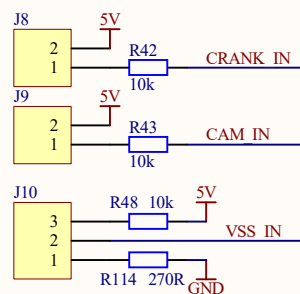 J8
5V
2
R42
1
CRANK_IN
10k
J9
5V
2
R43
1
CAM_IN
10k
J10
R48 10k
5V
3
2
VSS_IN
1
R114 270R
GND